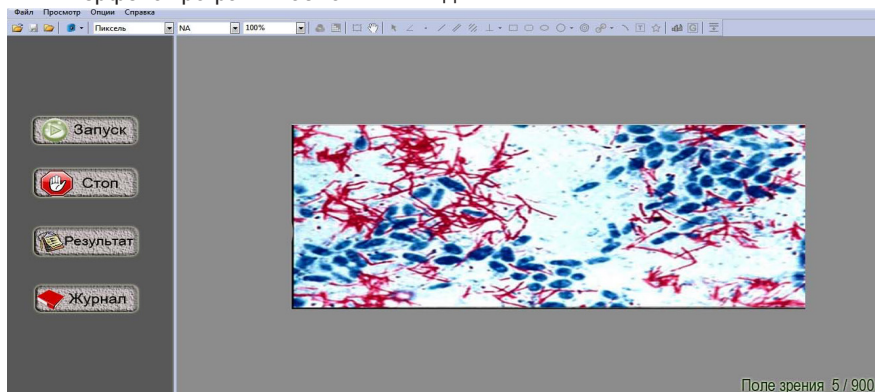 Файл Просмотр Опции Справка
Пиксель NA 100%
Запуск
Стоп
Результат
Журнал
Поле зрения 5 / 900